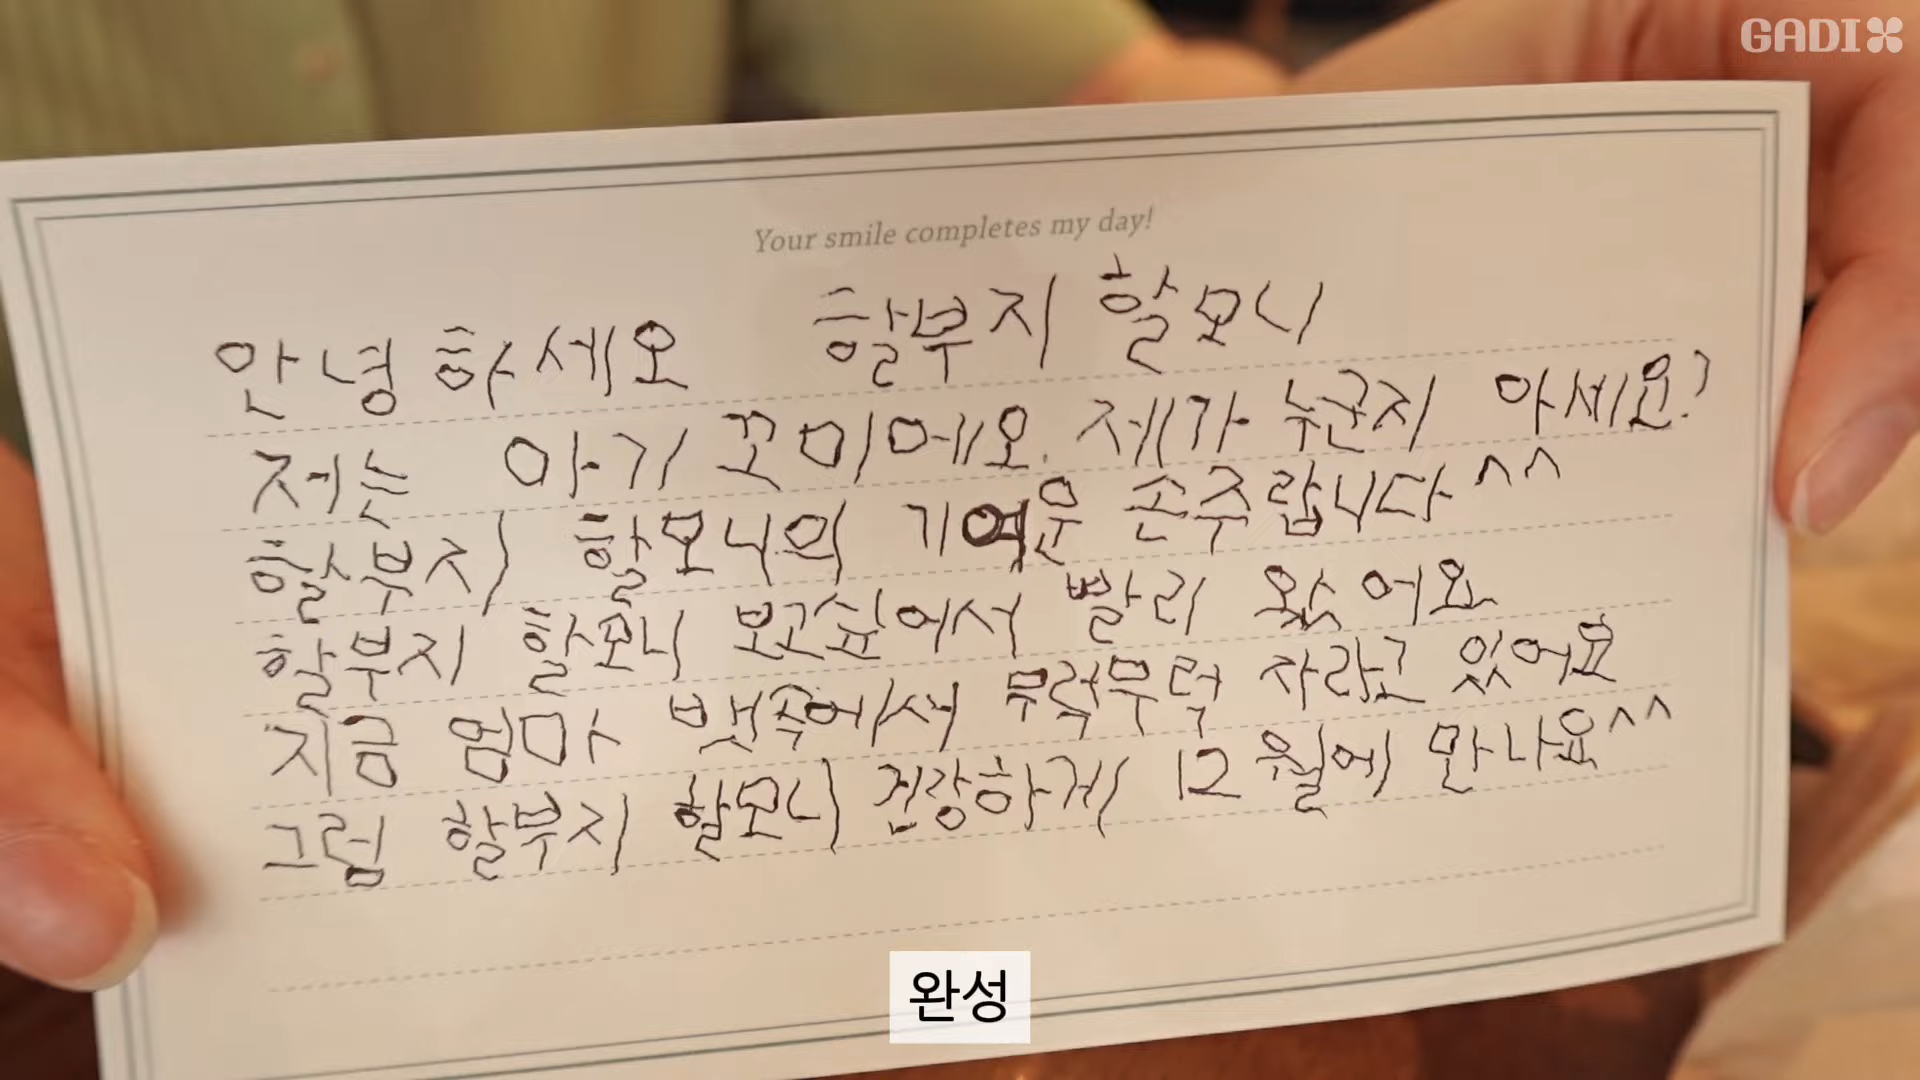 GADI
Your smile completes my day!
안녕하세요 할부지 할모니
저는 아기 꼬미에요. 제가 누군지 아세요?
할부지 할모니의 기여운 손주랍니다^^
할부지 할모니 보고싶어서 빨리 왔어요
지금 엄마 뱃속에서 무럭무럭 자라고 있어요
그럼 할부지 할모니 건강하게 12월에 만나요^^
완성